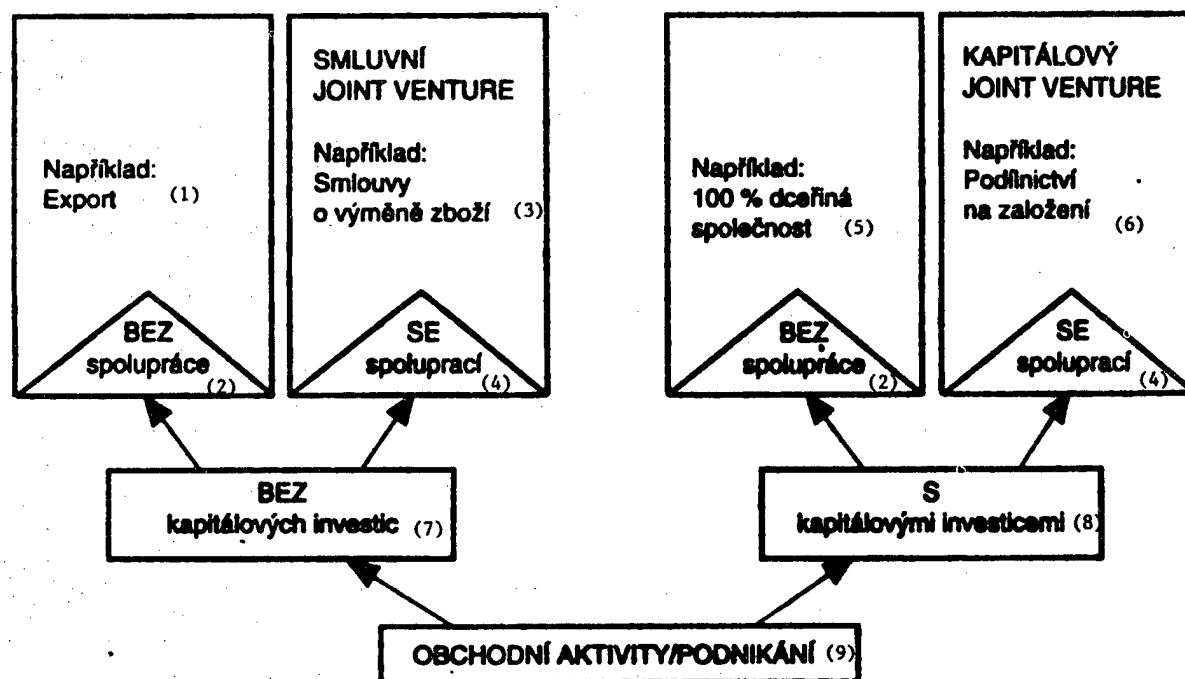 Například:
Export (1)
BEZ
spolupráce
(2)
SMLUVNÍ
JOINT VENTURE
Například:
Smlouvy
o výměně zboží (3)
SE
spoluprací
(4)
Například:
100 % dceřiná
společnost (5)
BEZ
spolupráce
(2)
KAPITÁLOVÝ
JOINT VENTURE
Například:
Podílnictví
na založení
(6)
SE
spoluprací
(4)
BEZ
kapitálových investic (7)
S
kapitálovými investicemi (8)
OBCHODNÍ AKTIVITY/PODNIKÁNÍ (9)